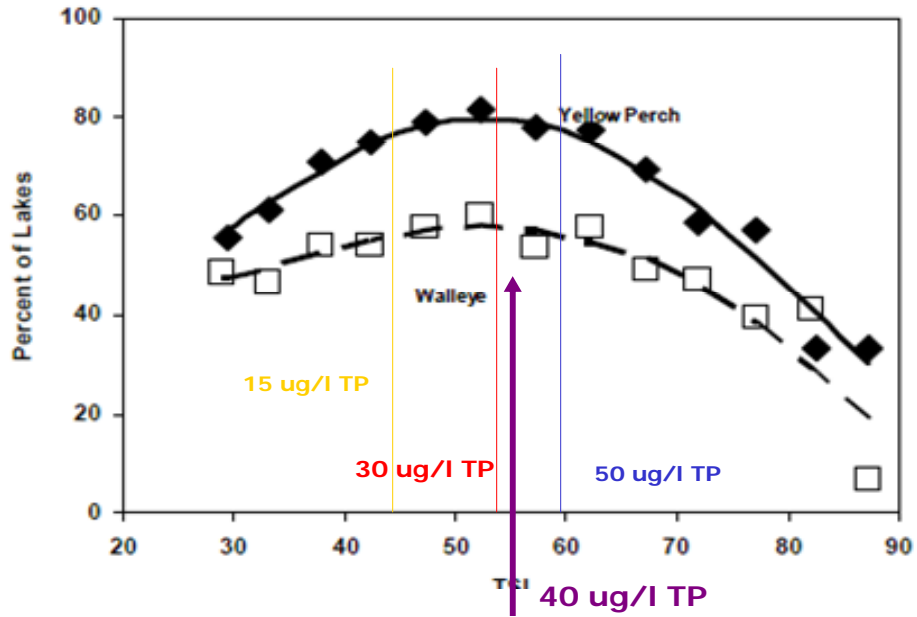 100
80
60
40
20
0
Percent of Lakes
Yellow Perch
Walleye
15 ug/l TP
30 ug/l TP
50 ug/l TP
20 30 40 50 60 70 80 90
TSI
40 ug/l TP